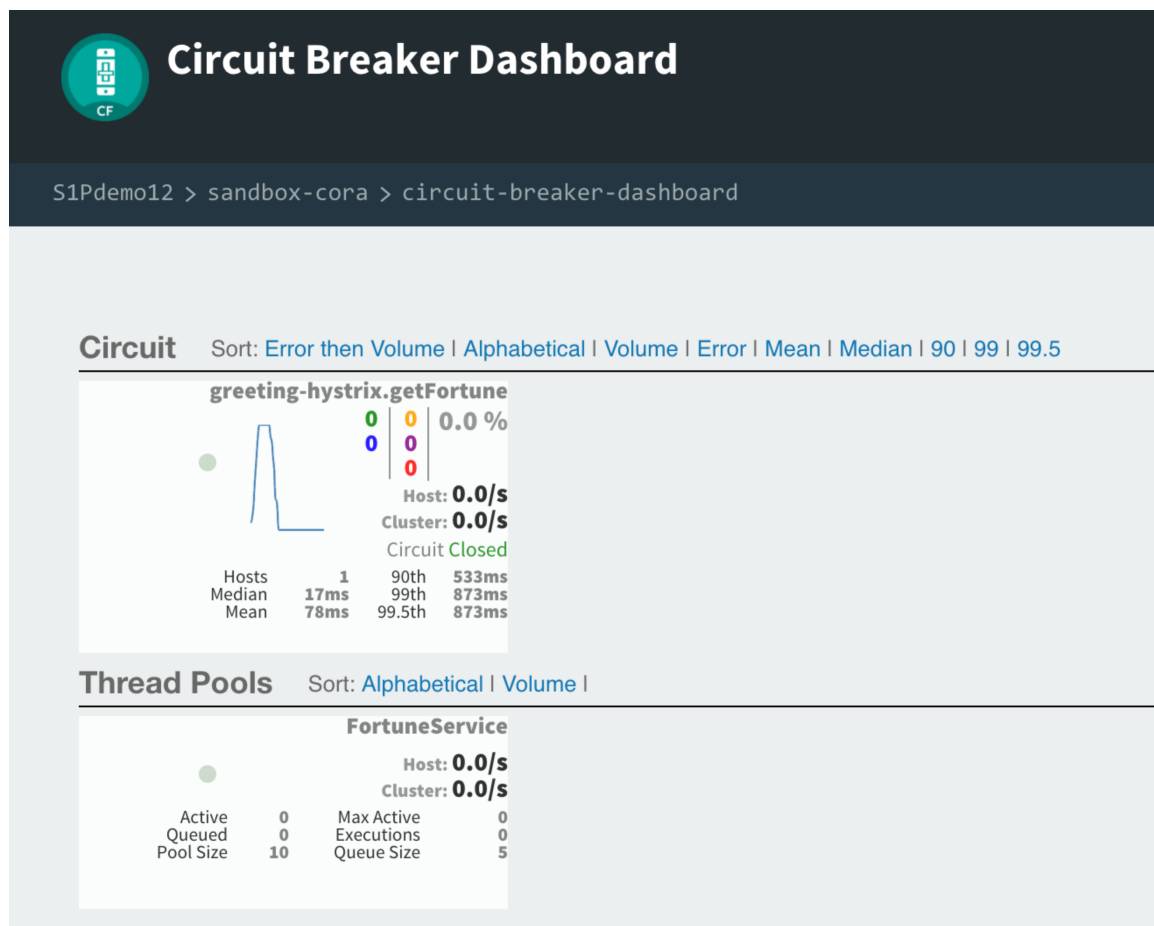 CF
Circuit Breaker Dashboard
S1Pdemo12 > sandbox-cora > circuit-breaker-dashboard
Circuit Sort: Error then Volume | Alphabetical | Volume | Error | Mean | Median | 90 | 99 | 99.5
greeting-hystrix.getFortune
0 0 0.0 %
0 0
0
Host: 0.0/s
Cluster: 0.0/s
Circuit Closed
Hosts 1 90th 533ms
Median 17ms 99th 873ms
Mean 78ms 99.5th 873ms
Thread Pools Sort: Alphabetical | Volume |
FortuneService
Host: 0.0/s
Cluster: 0.0/s
Active 0 Max Active 0
Queued 0 Executions 0
Pool Size 10 Queue Size 5